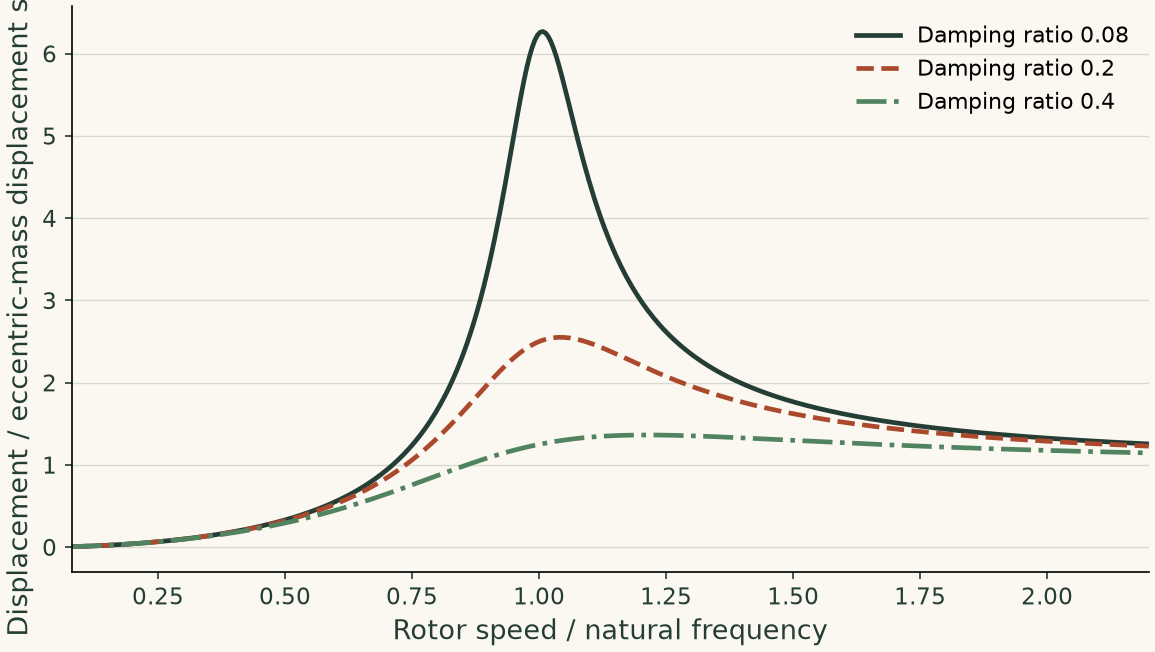 Displacement / eccentric-mass displacement
6
5
4
3
2
1
0
Damping ratio 0.08
Damping ratio 0.2
Damping ratio 0.4
0.25 0.50 0.75 1.00 1.25 1.50 1.75 2.00
Rotor speed / natural frequency